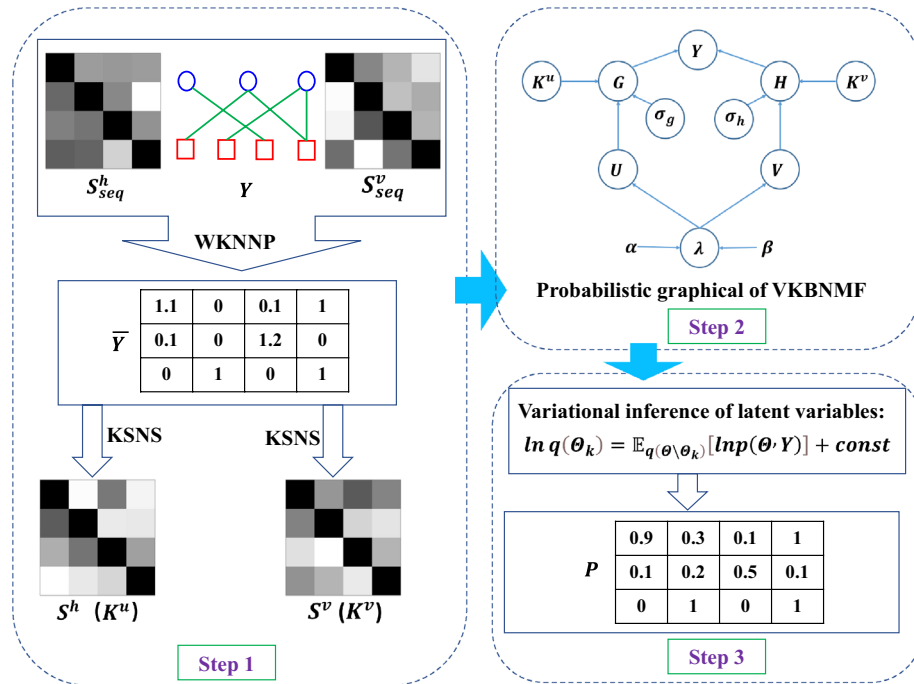 S^h_seq
Y
S^v_seq
WKNNP
Y̅
1.1 0 0.1 1
0.1 0 1.2 0
0 1 0 1
KSNS
KSNS
S^h (K^u)
S^v (K^v)
Step 1
Y
K^u
G
H
K^v
σ_g
σ_h
U
V
α
λ
β
Probabilistic graphical of VKBNMF
Step 2
Variational inference of latent variables:
ln q(Θ_k) = 𝔼_q(Θ\Θ_k)[lnp(Θ, Y)] + const
P
0.9 0.3 0.1 1
0.1 0.2 0.5 0.1
0 1 0 1
Step 3